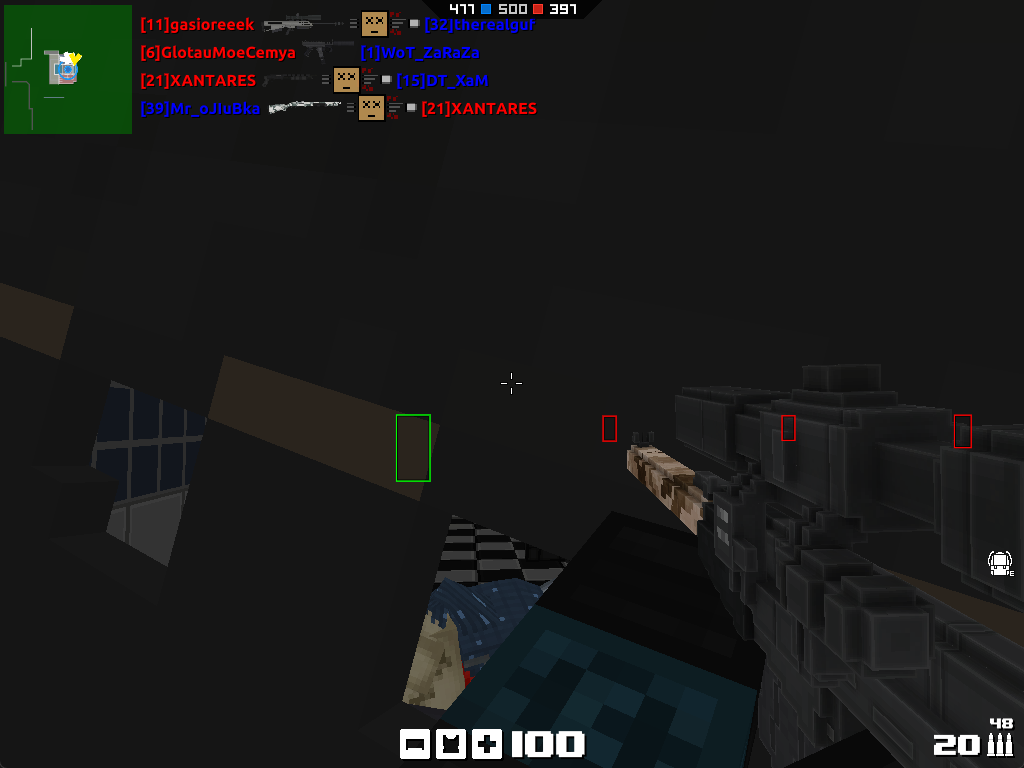 477 500 397
[11]gasioreeek [32]therealguf
[6]GlotauMoeCemya [1]WoT_ZaRaZa
[21]XANTARES [15]DT_XaM
[39]Mr_oJIuBka [21]XANTARES
E
48
100 20